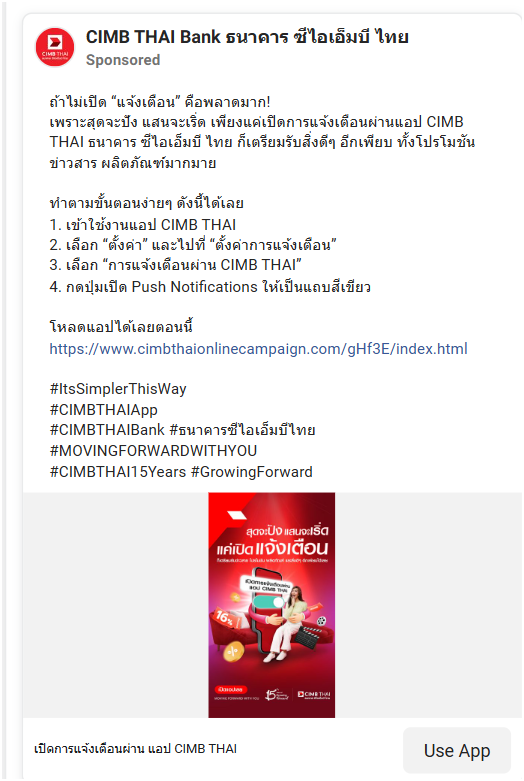 CIMB THAI Bank ธนาคาร ซีไอเอ็มบี ไทย
Sponsored
ถ้าไม่เปิด “แจ้งเตือน” คือพลาดมาก!
เพราะสุดจะปัง แสนจะเริ่ด เพียงแค่เปิดการแจ้งเตือนผ่านแอป CIMB
THAI ธนาคาร ซีไอเอ็มบี ไทย ก็เตรียมรับสิ่งดีๆ อีกเพียบ ทั้งโปรโมชัน
ข่าวสาร ผลิตภัณฑ์มากมาย
ทำตามขั้นตอนง่ายๆ ดังนี้ได้เลย
1. เข้าใช้งานแอป CIMB THAI
2. เลือก “ตั้งค่า” และไปที่ “ตั้งค่าการแจ้งเตือน”
3. เลือก “การแจ้งเตือนผ่าน CIMB THAI”
4. กดปุ่มเปิด Push Notifications ให้เป็นแถบสีเขียว
โหลดแอปได้เลยตอนนี้
https://www.cimbthaionlinecampaign.com/gHf3E/index.html
#ItsSimplerThisWay
#CIMBTHAIApp
#CIMBTHAIBank #ธนาคารซีไอเอ็มบีไทย
#MOVINGFORWARDWITHYOU
#CIMBTHAI15Years #GrowingForward
สุดจะปัง แสนจะเริ่ด
แค่เปิด แจ้งเตือน
เปิดการแจ้งเตือนผ่าน
แอป CIMB THAI
16%
เปิดเลย
MOVING FORWARD WITH YOU
15
CIMB THAI
เปิดการแจ้งเตือนผ่าน แอป CIMB THAI
Use App